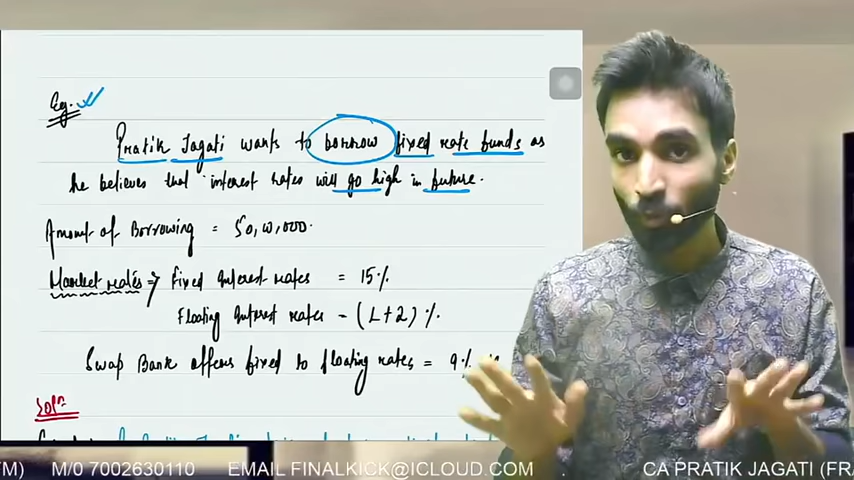 Eg.
Pratik Jagati wants to borrow fixed rate funds as
he believes that interest rates will go high in future.
Amount of Borrowing = 50,00,000.
Market rates ⇒ Fixed Interest rates = 15%
Floating Interest rates = (L+2)%
Swap Bank offers fixed to floating rates = 9%
Solⁿ
TM) M/0 7002630110 EMAIL FINALKICK@ICLOUD.COM . CA PRATIK JAGATI (FR